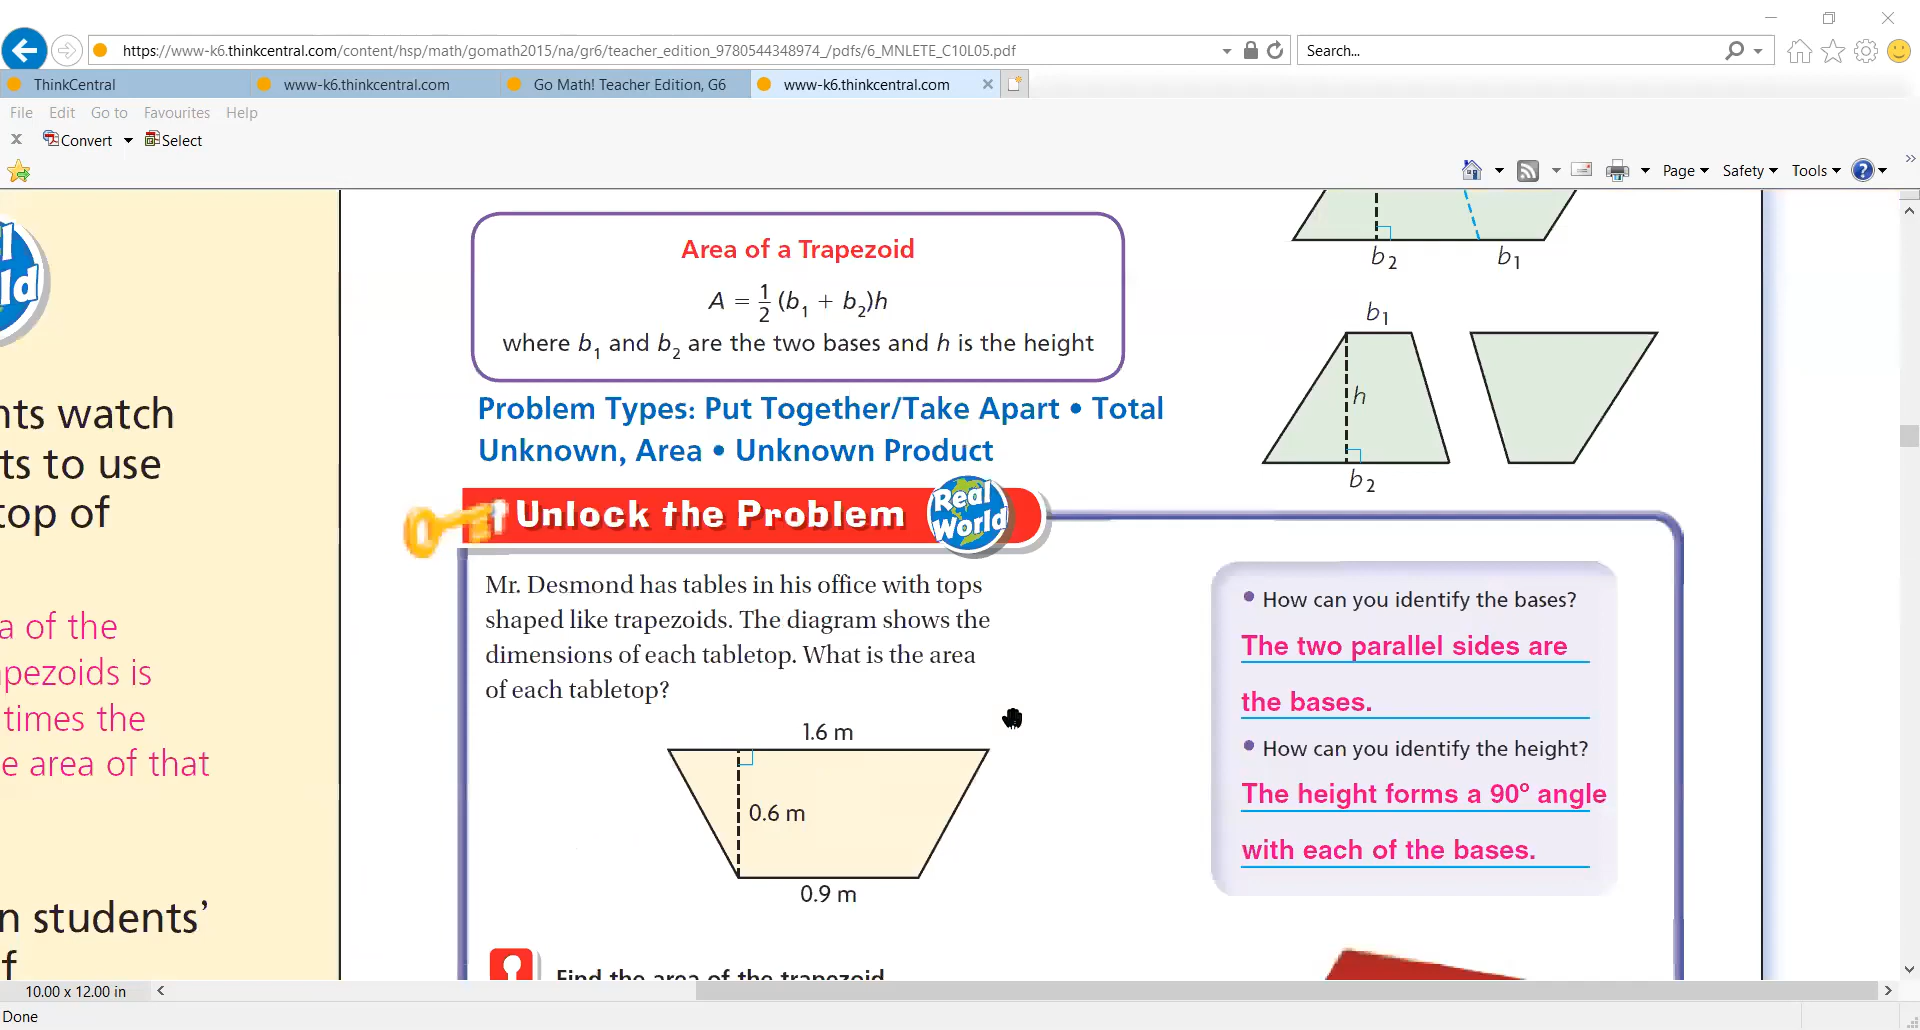 https://www-k6.thinkcentral.com/content/hsp/math/gomath2015/na/gr6/teacher_edition_9780544348974_/pdfs/6_MNLETE_C10L05.pdf
Search...
ThinkCentral
www-k6.thinkcentral.com
Go Math! Teacher Edition, G6
www-k6.thinkcentral.com
File Edit Go to Favourites Help
x Convert Select
Page Safety Tools
b2 b1
Area of a Trapezoid
A = 1/2 (b1 + b2)h
where b1 and b2 are the two bases and h is the height
b1
h
b2
Problem Types: Put Together/Take Apart • Total
Unknown, Area • Unknown Product
Unlock the Problem
Real
World
nts watch
ts to use
top of
a of the
pezoids is
times the
e area of that
n students’
f
Mr. Desmond has tables in his office with tops
shaped like trapezoids. The diagram shows the
dimensions of each tabletop. What is the area
of each tabletop?
1.6 m
0.6 m
0.9 m
• How can you identify the bases?
The two parallel sides are
the bases.
• How can you identify the height?
The height forms a 90º angle
with each of the bases.
Find the area of the trapezoid
10.00 x 12.00 in
Done